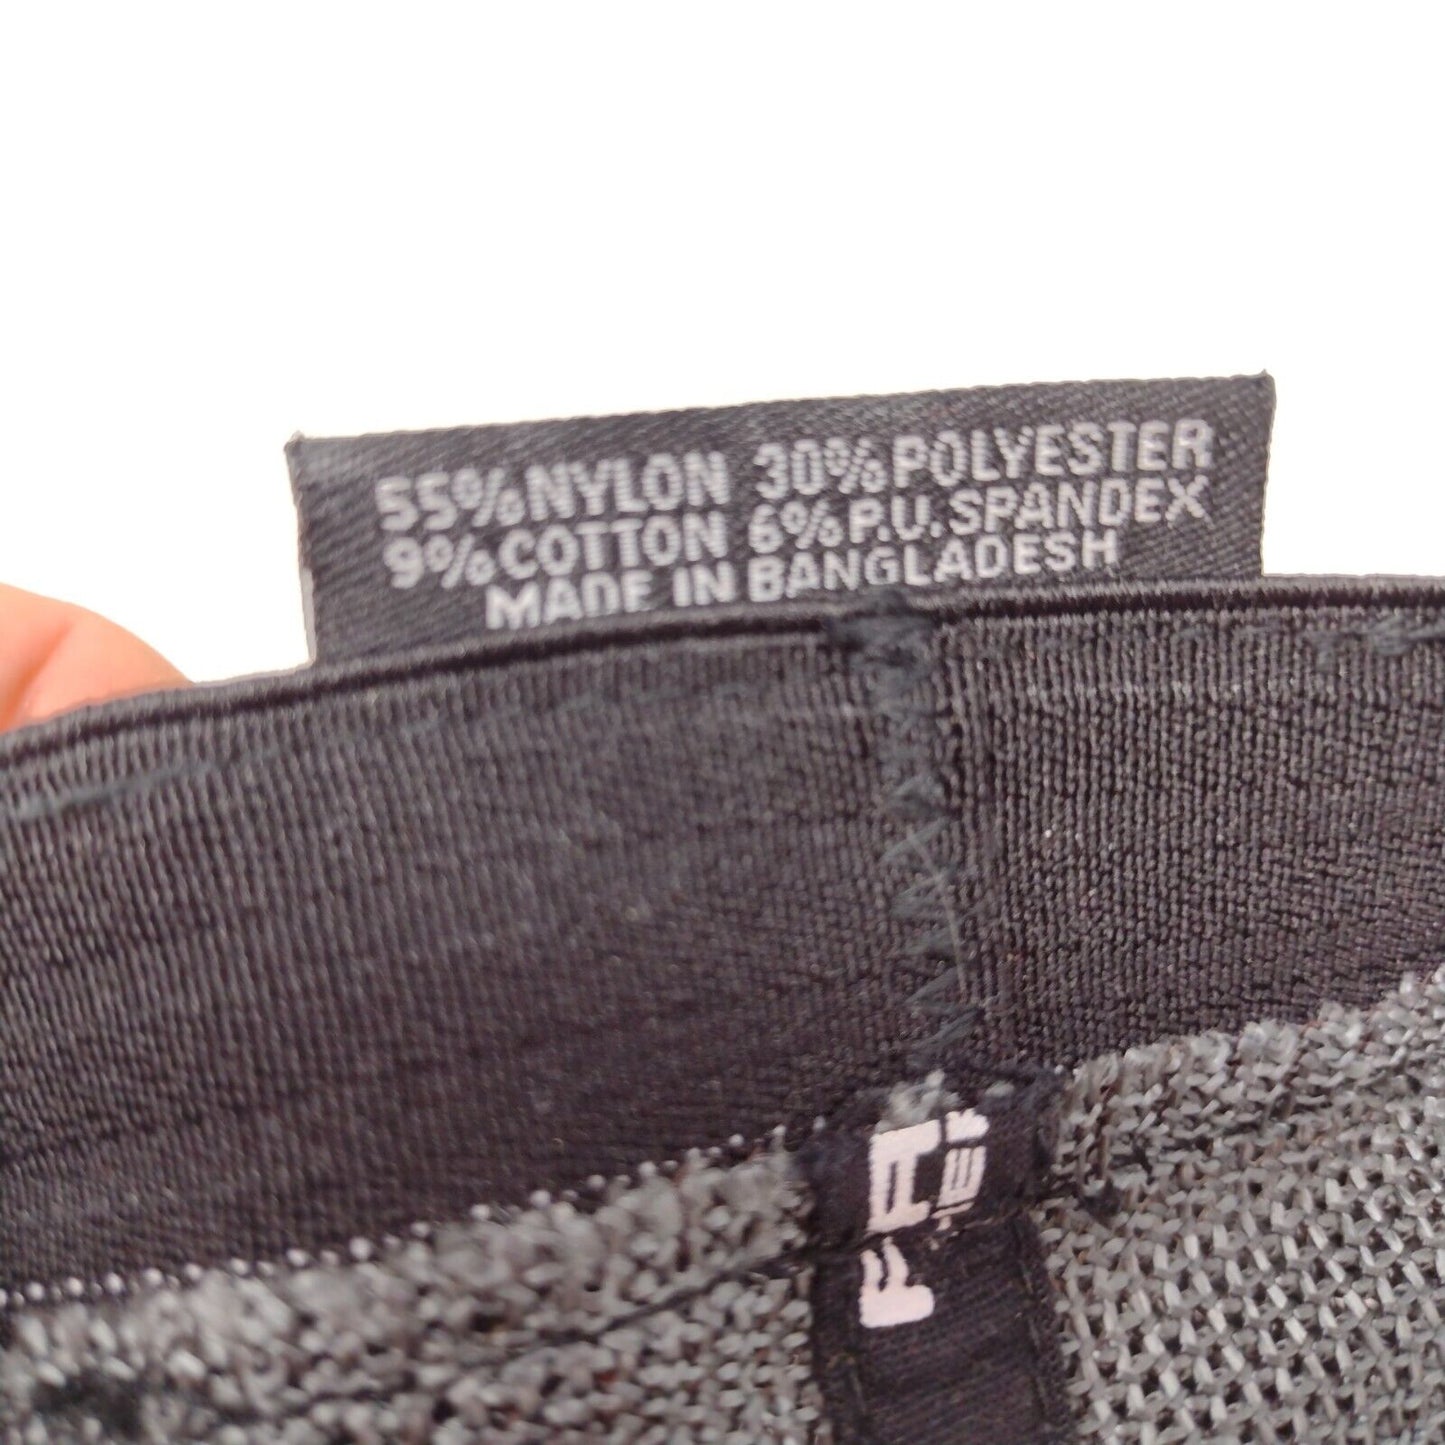 55% NYLON 30% POLYESTER
9% COTTON 6% P.U. SPANDEX
MADE IN BANGLADESH